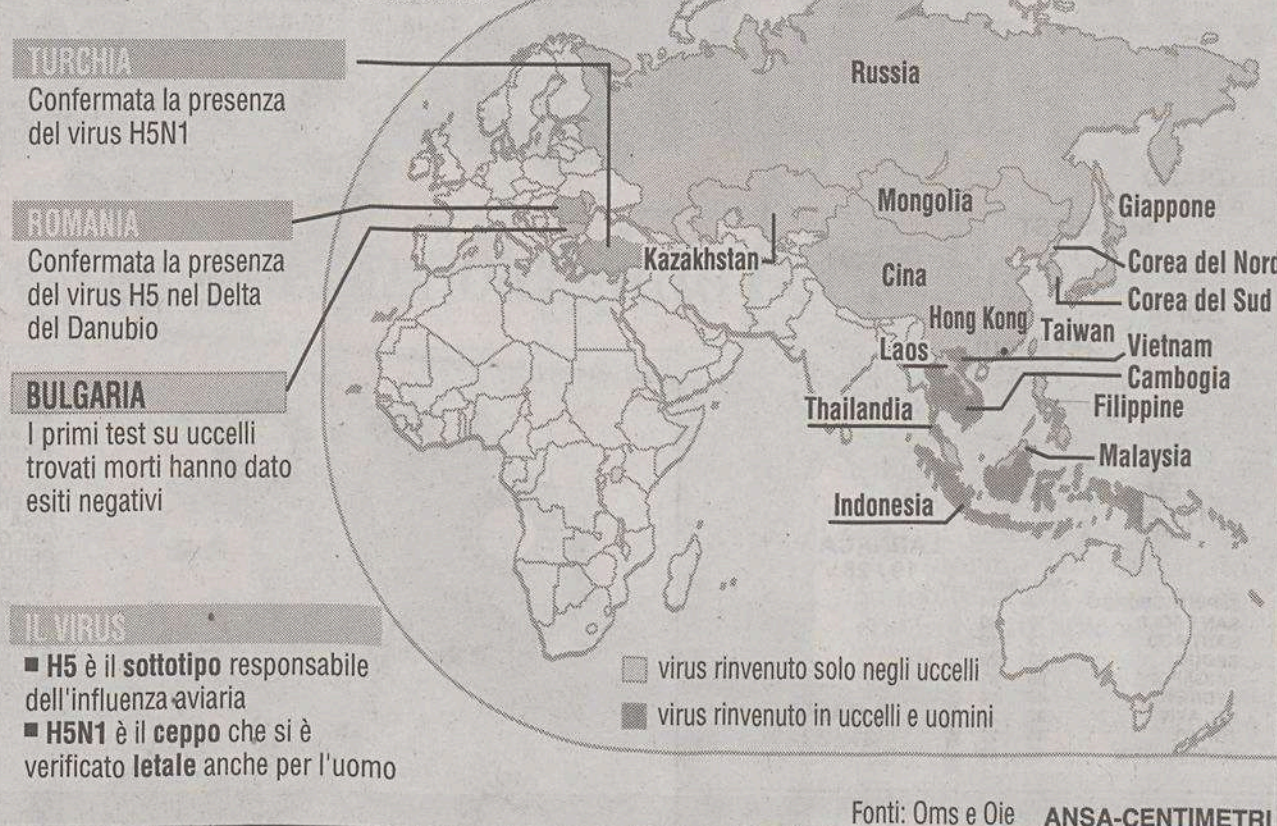 TURCHIA
Confermata la presenza
del virus H5N1
ROMANIA
Confermata la presenza
del virus H5 nel Delta
del Danubio
BULGARIA
I primi test su uccelli
trovati morti hanno dato
esiti negativi
IL VIRUS
■ H5 è il sottotipo responsabile
dell'influenza aviaria
■ H5N1 è il ceppo che si è
verificato letale anche per l'uomo
Russia
Mongolia
Giappone
Kazakhstan
Cina
Corea del Nord
Corea del Sud
Hong Kong
Taiwan
Laos
Vietnam
Cambogia
Thailandia
Filippine
Malaysia
Indonesia
virus rinvenuto solo negli uccelli
virus rinvenuto in uccelli e uomini
Fonti: Oms e Oie ANSA-CENTIMETRI